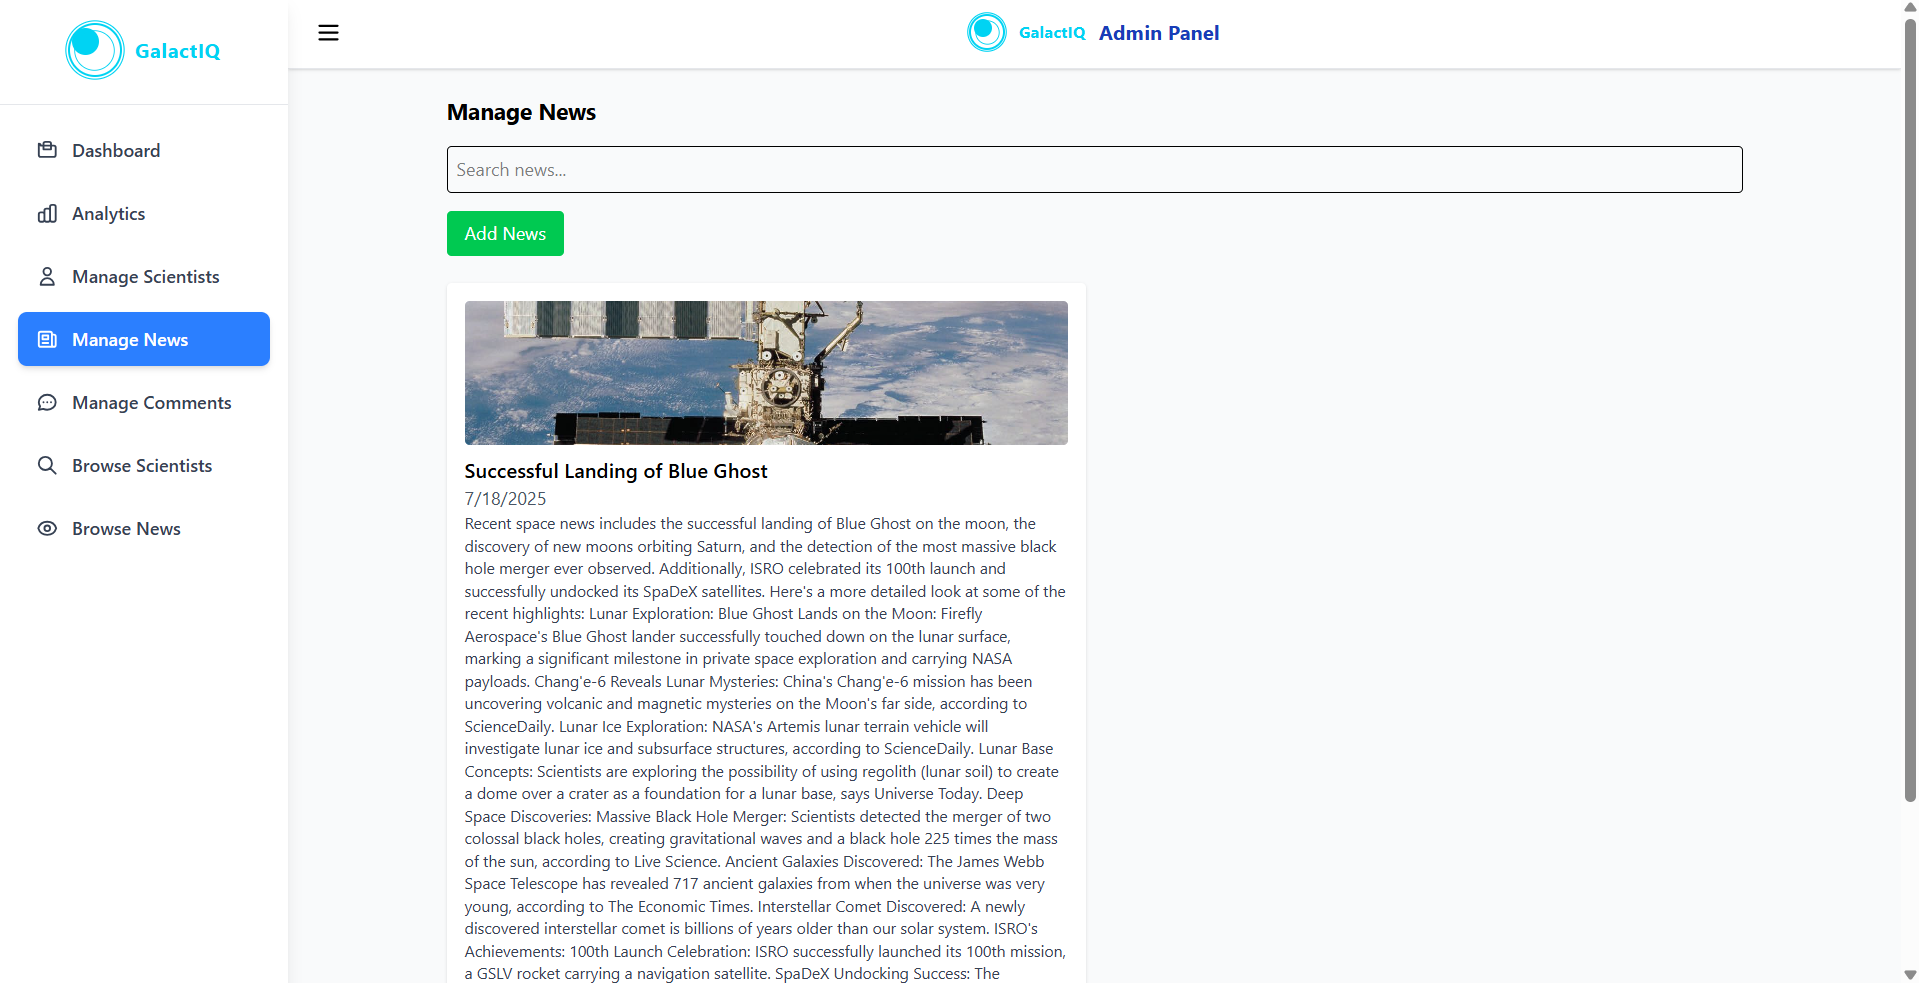 GalactIQ
Dashboard
Analytics
Manage Scientists
Manage News
Manage Comments
Browse Scientists
Browse News
GalactIQ Admin Panel
Manage News
Search news...
Add News
Successful Landing of Blue Ghost
7/18/2025
Recent space news includes the successful landing of Blue Ghost on the moon, the
discovery of new moons orbiting Saturn, and the detection of the most massive black
hole merger ever observed. Additionally, ISRO celebrated its 100th launch and
successfully undocked its SpaDeX satellites. Here's a more detailed look at some of the
recent highlights: Lunar Exploration: Blue Ghost Lands on the Moon: Firefly
Aerospace's Blue Ghost lander successfully touched down on the lunar surface,
marking a significant milestone in private space exploration and carrying NASA
payloads. Chang'e-6 Reveals Lunar Mysteries: China's Chang'e-6 mission has been
uncovering volcanic and magnetic mysteries on the Moon's far side, according to
ScienceDaily. Lunar Ice Exploration: NASA's Artemis lunar terrain vehicle will
investigate lunar ice and subsurface structures, according to ScienceDaily. Lunar Base
Concepts: Scientists are exploring the possibility of using regolith (lunar soil) to create
a dome over a crater as a foundation for a lunar base, says Universe Today. Deep
Space Discoveries: Massive Black Hole Merger: Scientists detected the merger of two
colossal black holes, creating gravitational waves and a black hole 225 times the mass
of the sun, according to Live Science. Ancient Galaxies Discovered: The James Webb
Space Telescope has revealed 717 ancient galaxies from when the universe was very
young, according to The Economic Times. Interstellar Comet Discovered: A newly
discovered interstellar comet is billions of years older than our solar system. ISRO's
Achievements: 100th Launch Celebration: ISRO successfully launched its 100th mission,
a GSLV rocket carrying a navigation satellite. SpaDeX Undocking Success: The